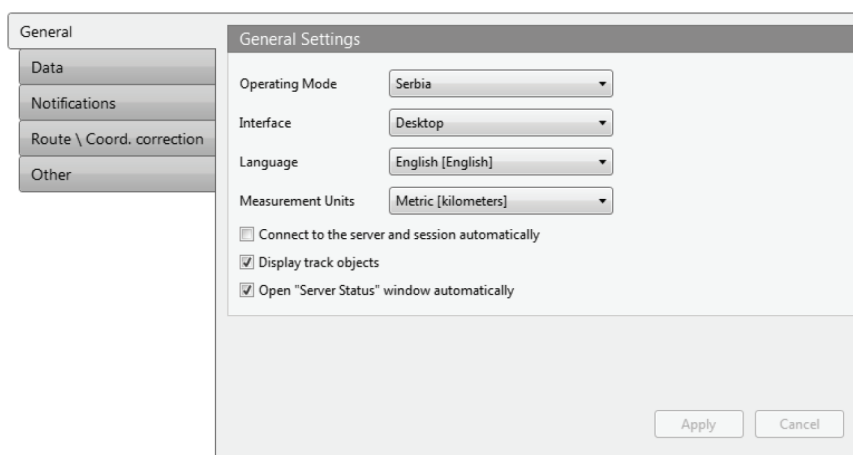 General
Data
Notifications
Route \ Coord. correction
Other
General Settings
Operating Mode Serbia
Interface Desktop
Language English [English]
Measurement Units Metric [kilometers]
Connect to the server and session automatically
Display track objects
Open "Server Status" window automatically
Apply Cancel